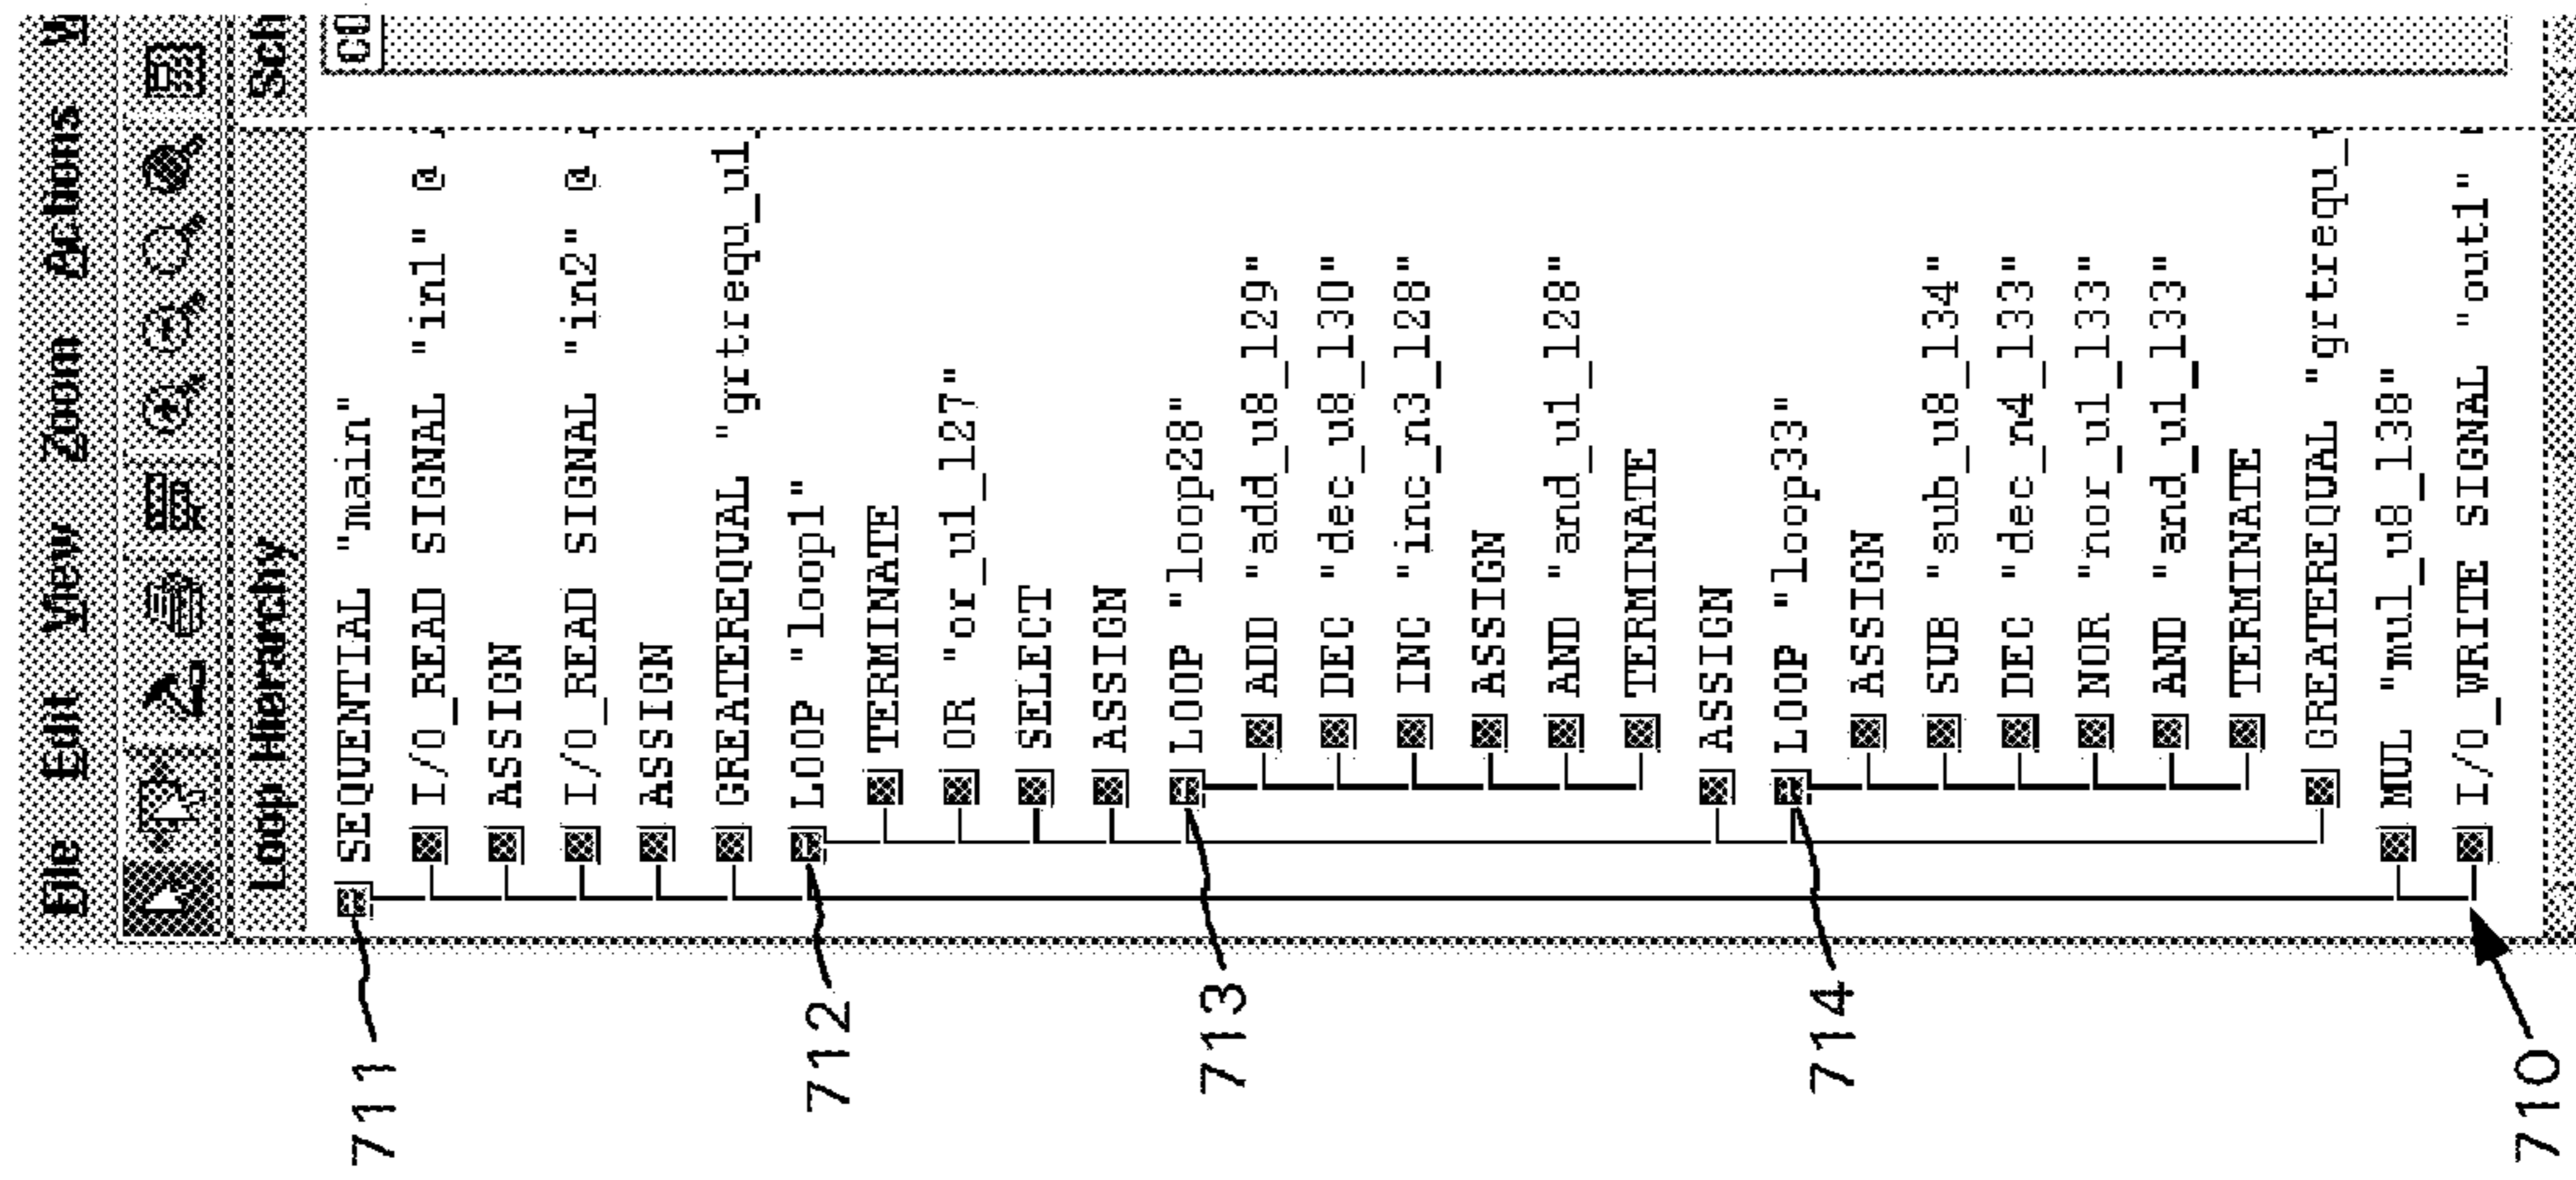 File Edit View Zoom Actions W
Loop Hierarchy
Sch
SEQUENTIAL "main"
I/O_READ SIGNAL "in1" @
ASSIGN
I/O_READ SIGNAL "in2" @
ASSIGN
GREATEREQUAL "grtrequ_u1_
LOOP "loop1"
TERMINATE
OR "or_u1_127"
SELECT
ASSIGN
LOOP "loop28"
ADD "add_u8_129"
DEC "dec_u8_130"
INC "inc_n3_128"
ASSIGN
AND "and_u1_128"
TERMINATE
ASSIGN
LOOP "loop33"
ASSIGN
SUB "sub_u8_134"
DEC "dec_n4_133"
NOR "nor_u1_133"
AND "and_u1_133"
TERMINATE
GREATEREQUAL "grtrequ_
MUL "mul_u8_138"
I/O_WRITE SIGNAL "out1"
711
712
713
714
710